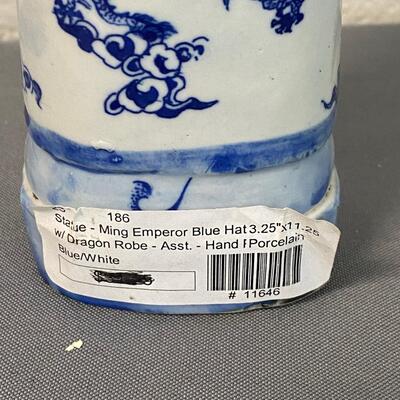 186
Statue - Ming Emperor Blue Hat 3.25"x11.25
w/ Dragon Robe - Asst. - Hand Porcelain
Blue/White
# 11646